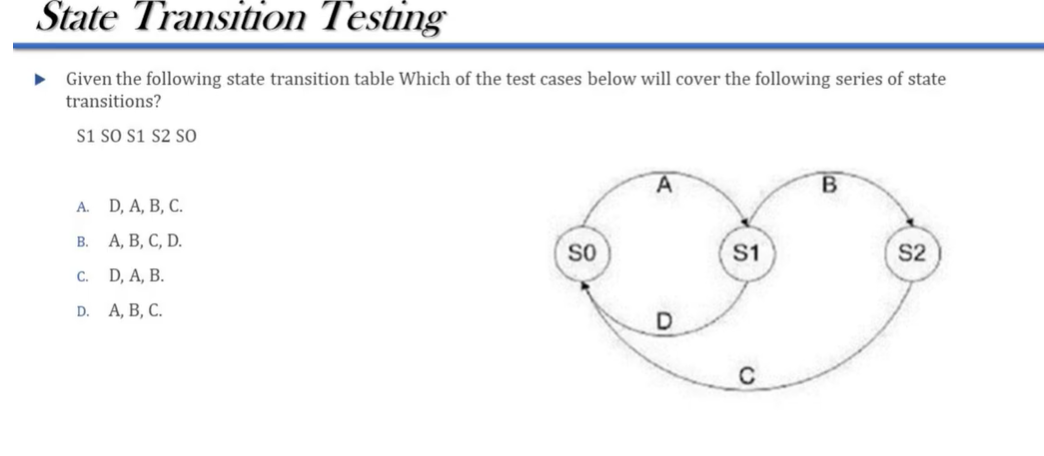 State Transition Testing
Given the following state transition table Which of the test cases below will cover the following series of state
transitions?
S1 SO S1 S2 SO
A. D, A, B, C.
B. A, B, C, D.
C. D, A, B.
D. A, B, C.
A
B
S0
S1
S2
D
C